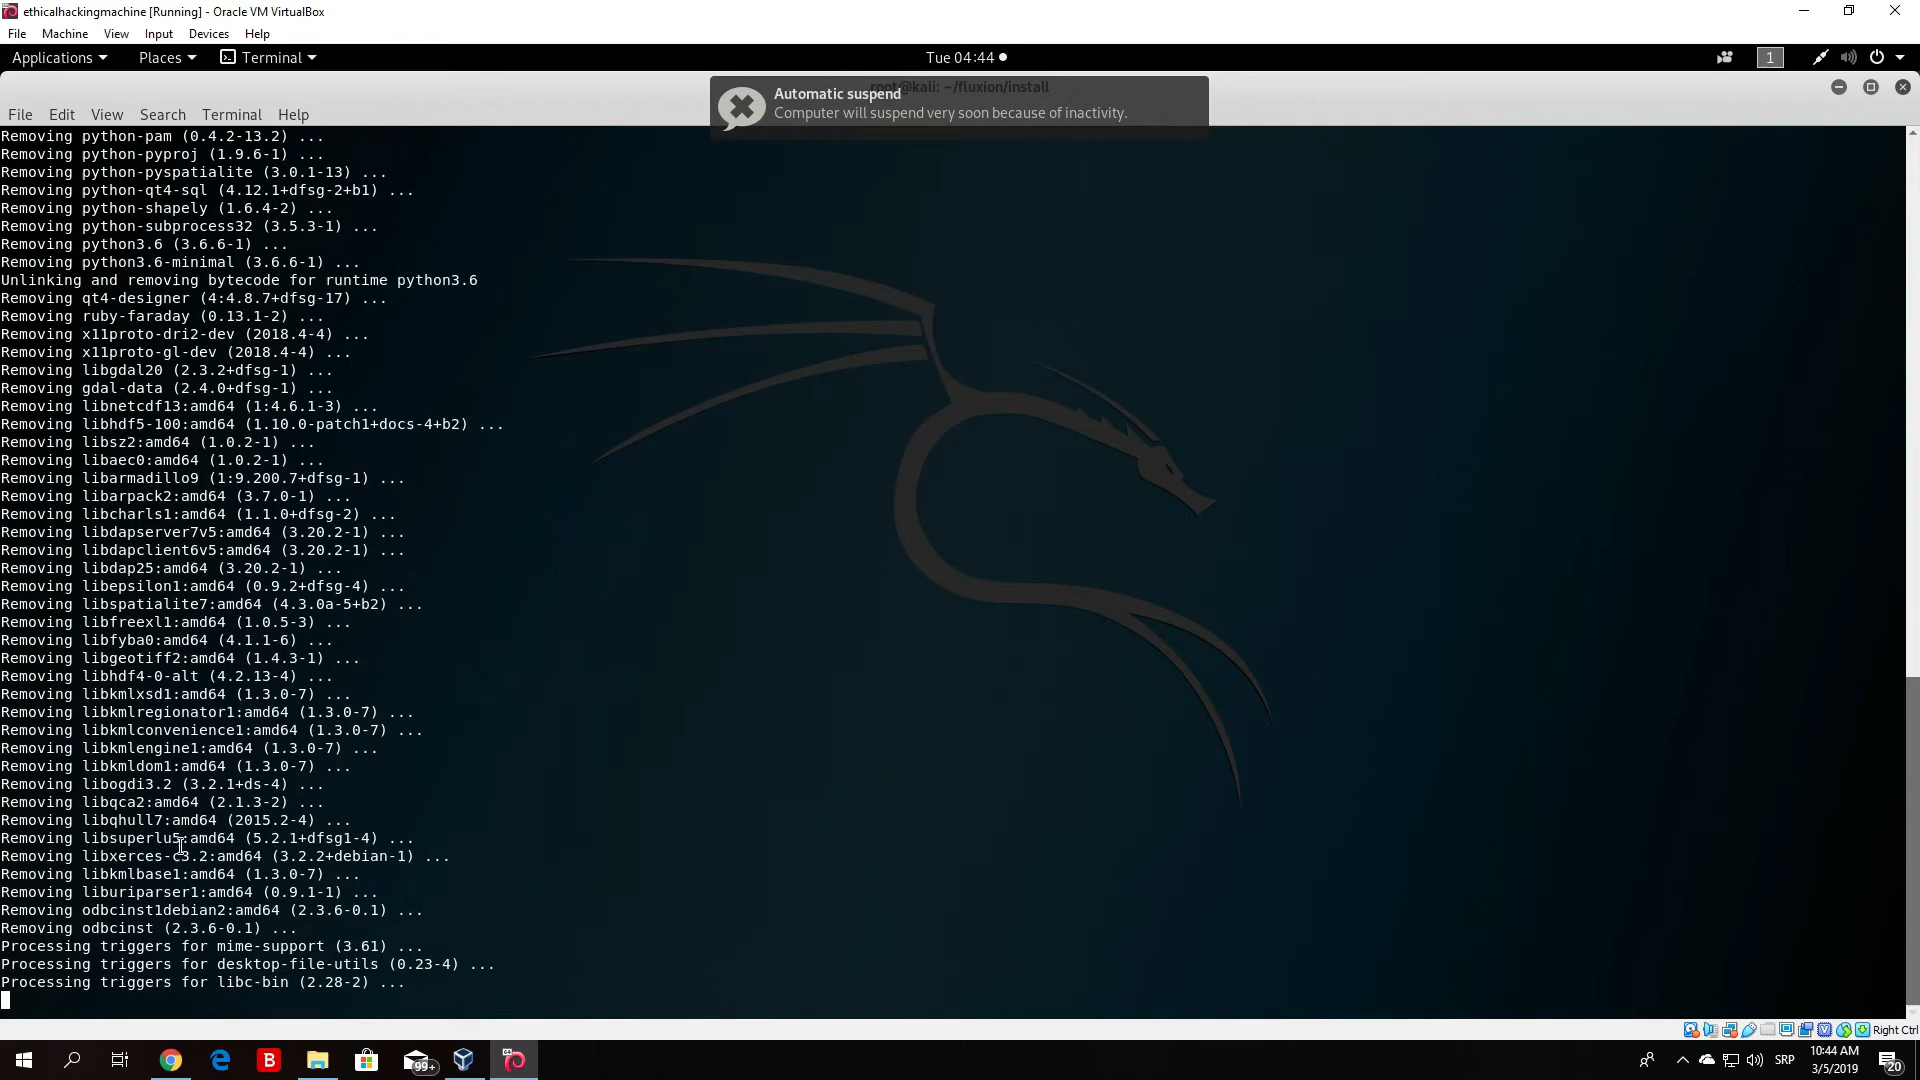 ethicalhackingmachine [Running] - Oracle VM VirtualBox
File Machine View Input Devices Help
Applications Places Terminal Tue 04:44 1
root@kali: ~/fluxion/install
Automatic suspend
Computer will suspend very soon because of inactivity.
File Edit View Search Terminal Help
Removing python-pam (0.4.2-13.2) ...
Removing python-pyproj (1.9.6-1) ...
Removing python-pyspatialite (3.0.1-13) ...
Removing python-qt4-sql (4.12.1+dfsg-2+b1) ...
Removing python-shapely (1.6.4-2) ...
Removing python-subprocess32 (3.5.3-1) ...
Removing python3.6 (3.6.6-1) ...
Removing python3.6-minimal (3.6.6-1) ...
Unlinking and removing bytecode for runtime python3.6
Removing qt4-designer (4:4.8.7+dfsg-17) ...
Removing ruby-faraday (0.13.1-2) ...
Removing x11proto-dri2-dev (2018.4-4) ...
Removing x11proto-gl-dev (2018.4-4) ...
Removing libgdal20 (2.3.2+dfsg-1) ...
Removing gdal-data (2.4.0+dfsg-1) ...
Removing libnetcdf13:amd64 (1:4.6.1-3) ...
Removing libhdf5-100:amd64 (1.10.0-patch1+docs-4+b2) ...
Removing libsz2:amd64 (1.0.2-1) ...
Removing libaec0:amd64 (1.0.2-1) ...
Removing libarmadillo9 (1:9.200.7+dfsg-1) ...
Removing libarpack2:amd64 (3.7.0-1) ...
Removing libcharls1:amd64 (1.1.0+dfsg-2) ...
Removing libdapserver7v5:amd64 (3.20.2-1) ...
Removing libdapclient6v5:amd64 (3.20.2-1) ...
Removing libdap25:amd64 (3.20.2-1) ...
Removing libepsilon1:amd64 (0.9.2+dfsg-4) ...
Removing libspatialite7:amd64 (4.3.0a-5+b2) ...
Removing libfreexl1:amd64 (1.0.5-3) ...
Removing libfyba0:amd64 (4.1.1-6) ...
Removing libgeotiff2:amd64 (1.4.3-1) ...
Removing libhdf4-0-alt (4.2.13-4) ...
Removing libkmlxsd1:amd64 (1.3.0-7) ...
Removing libkmlregionator1:amd64 (1.3.0-7) ...
Removing libkmlconvenience1:amd64 (1.3.0-7) ...
Removing libkmlengine1:amd64 (1.3.0-7) ...
Removing libkmldom1:amd64 (1.3.0-7) ...
Removing libogdi3.2 (3.2.1+ds-4) ...
Removing libqca2:amd64 (2.1.3-2) ...
Removing libqhull7:amd64 (2015.2-4) ...
Removing libsuperlu5:amd64 (5.2.1+dfsg1-4) ...
Removing libxerces-c3.2:amd64 (3.2.2+debian-1) ...
Removing libkmlbase1:amd64 (1.3.0-7) ...
Removing liburiparser1:amd64 (0.9.1-1) ...
Removing odbcinst1debian2:amd64 (2.3.6-0.1) ...
Removing odbcinst (2.3.6-0.1) ...
Processing triggers for mime-support (3.61) ...
Processing triggers for desktop-file-utils (0.23-4) ...
Processing triggers for libc-bin (2.28-2) ...
Right Ctrl
B 99+ SRP 10:44 AM
3/5/2019 20